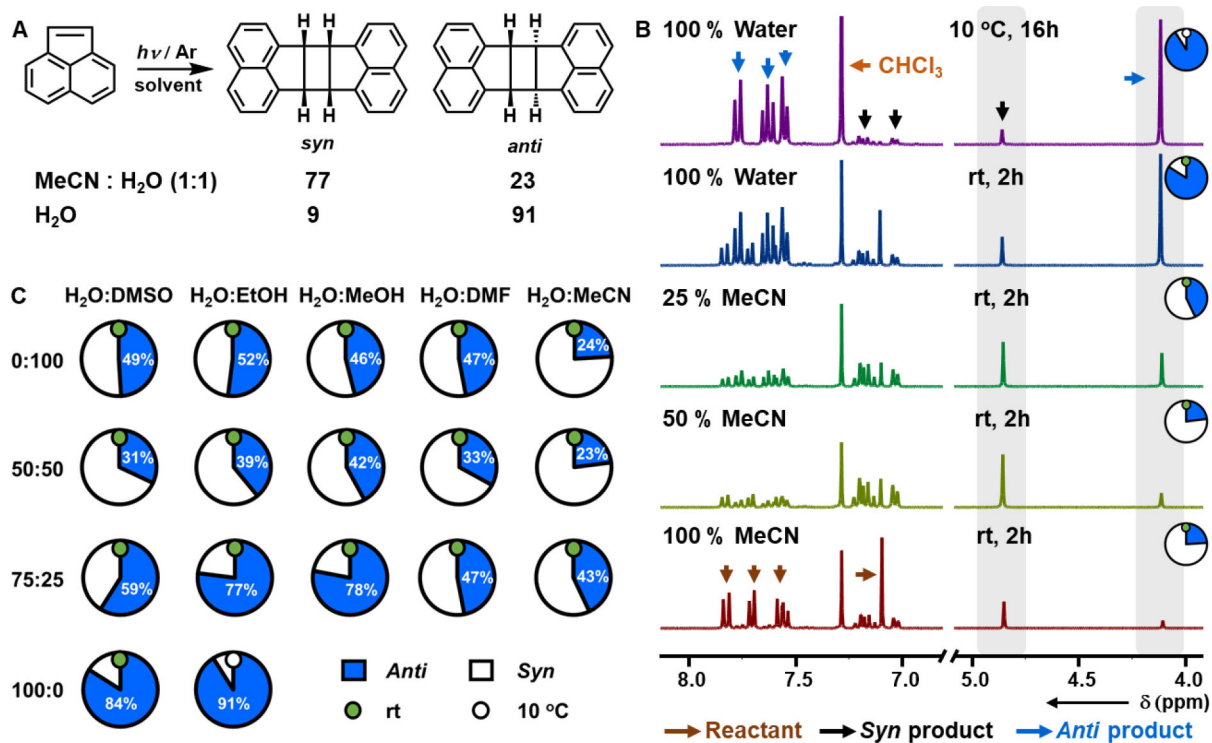 A
hν / Ar
solvent
H H
H H
syn
H H
H H
anti
MeCN : H₂O (1:1) 77 23
H₂O 9 91
B
100 % Water 10 °C, 16h
CHCl₃
100 % Water rt, 2h
25 % MeCN rt, 2h
50 % MeCN rt, 2h
100 % MeCN rt, 2h
8.0 7.5 7.0 5.0 4.5 4.0
δ (ppm)
Reactant Syn product Anti product
C
H₂O:DMSO H₂O:EtOH H₂O:MeOH H₂O:DMF H₂O:MeCN
0:100 49% 52% 46% 47% 24%
50:50 31% 39% 42% 33% 23%
75:25 59% 77% 78% 47% 43%
100:0 84% 91%
Anti Syn
rt 10 °C